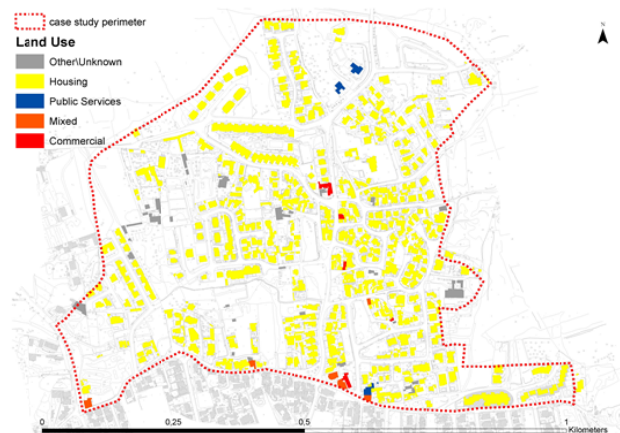 case study perimeter
N
Land Use
Other\Unknown
Housing
Public Services
Mixed
Commercial
0 0,25 0,5 1
Kilometers